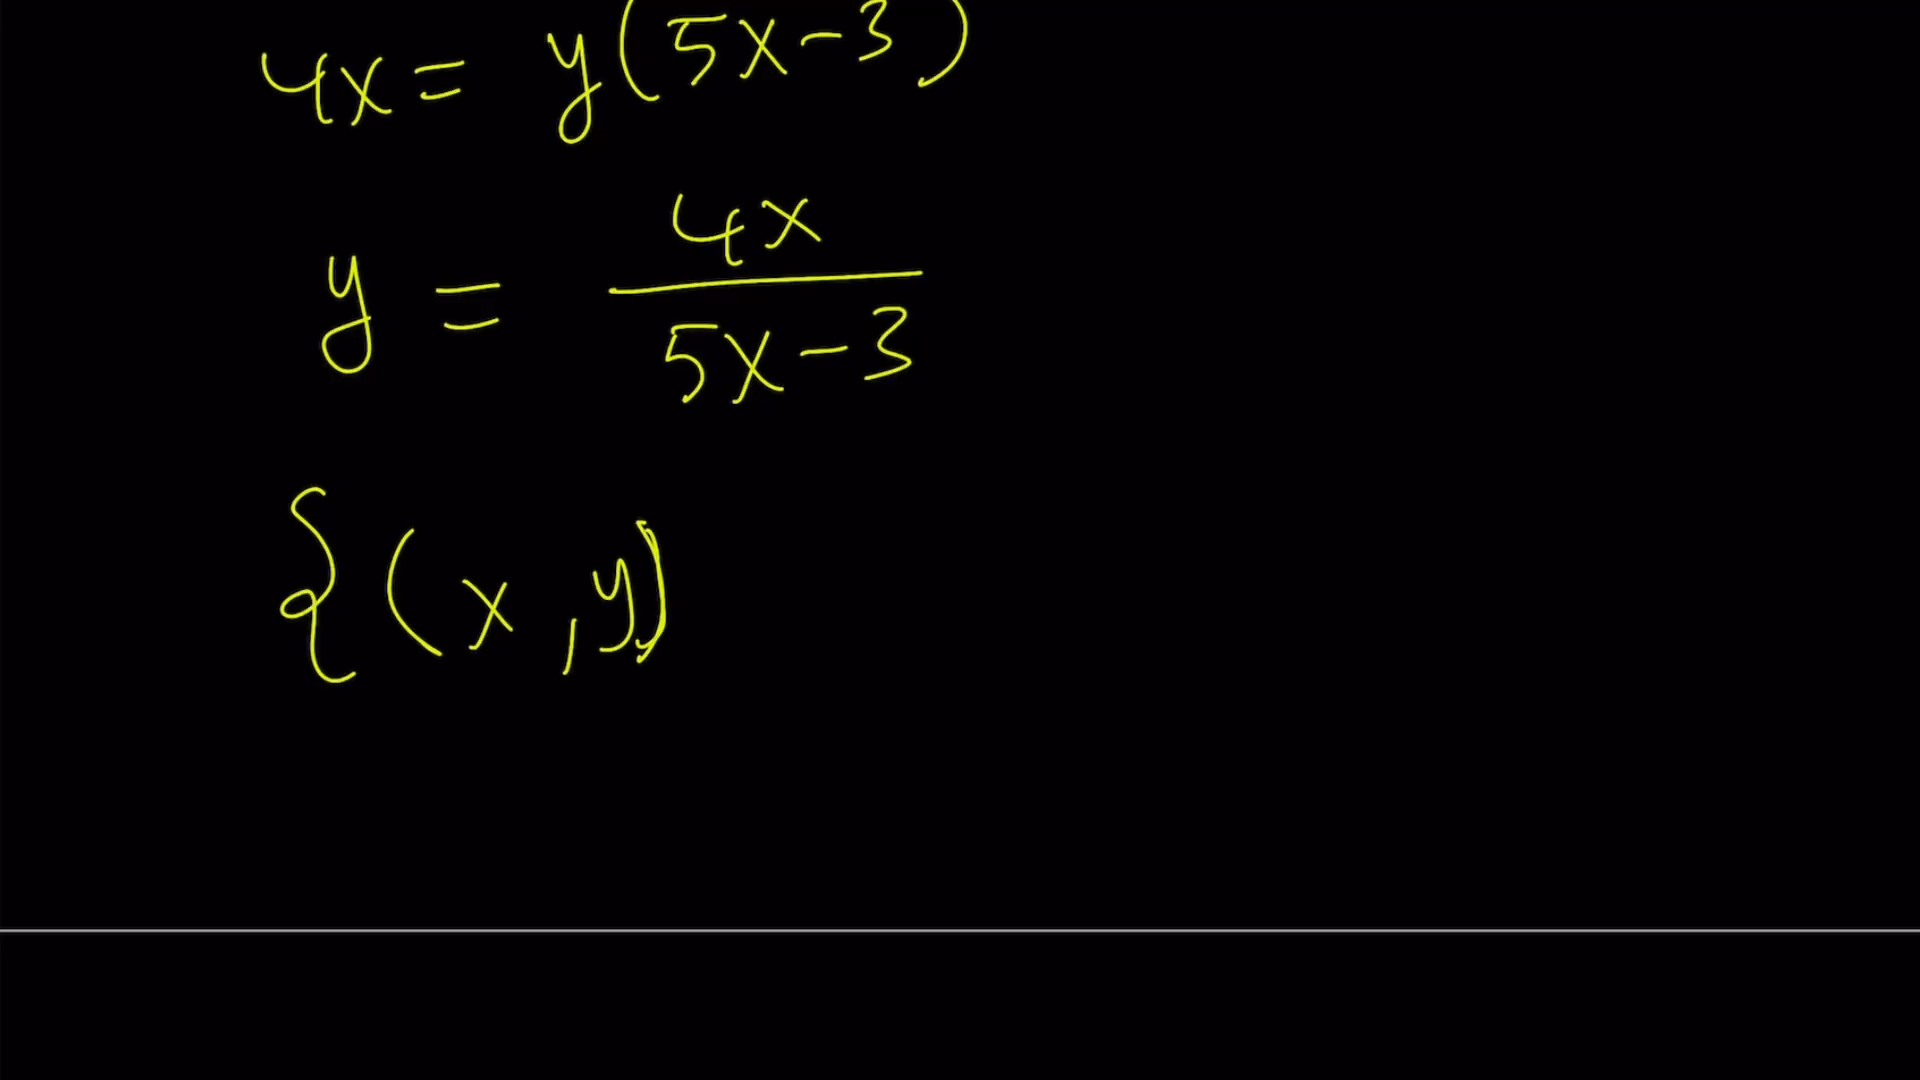 4x = y(5x-3)
y = 4x / 5x-3
{(x,y)